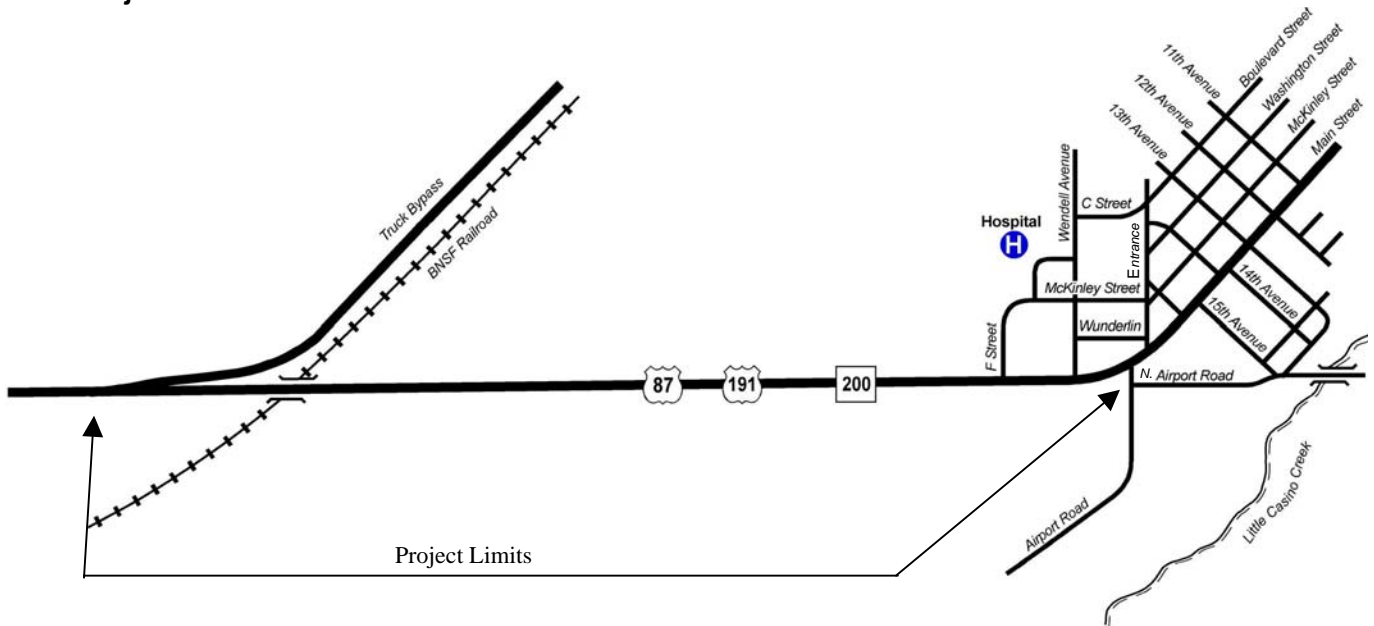 11th Avenue
Boulevard Street
12th Avenue
Washington Street
13th Avenue
McKinley Street
Main Street
Truck Bypass
BNSF Railroad
Wendell Avenue
C Street
Hospital
H
Entrance
McKinley Street
14th Avenue
15th Avenue
F Street
Wunderlin
87
191
200
N. Airport Road
Little Casino Creek
Airport Road
Project Limits